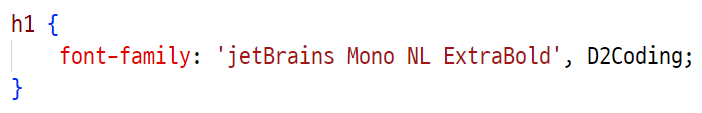 h1 {
    font-family: 'jetBrains Mono NL ExtraBold', D2Coding;
}